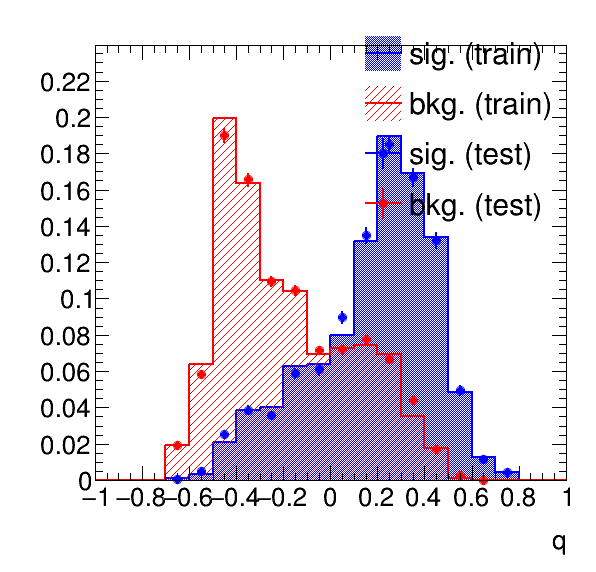 sig. (train)
bkg. (train)
sig. (test)
bkg. (test)
0.22
0.2
0.18
0.16
0.14
0.12
0.1
0.08
0.06
0.04
0.02
0
−1 −0.8 −0.6 −0.4 −0.2 0 0.2 0.4 0.6 0.8 1
q